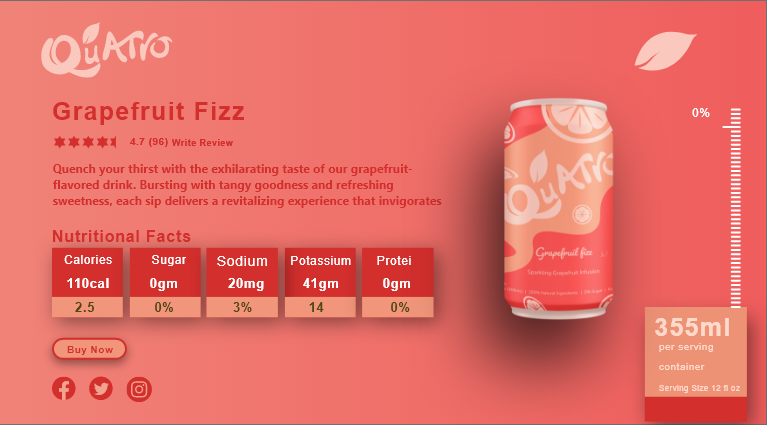 QuAtro
Grapefruit Fizz
4.7 (96) Write Review
Quench your thirst with the exhilarating taste of our grapefruit-
flavored drink. Bursting with tangy goodness and refreshing
sweetness, each sip delivers a revitalizing experience that invigorates
Nutritional Facts
Calories Sugar Sodium Potassium Protei
110cal 0gm 20mg 41gm 0gm
2.5 0% 3% 14 0%
Buy Now
QuAtro
Grapefruit fizz
Sparkling Grapefruit Infusion
0%
355ml
per serving
container
Serving Size 12 fl oz